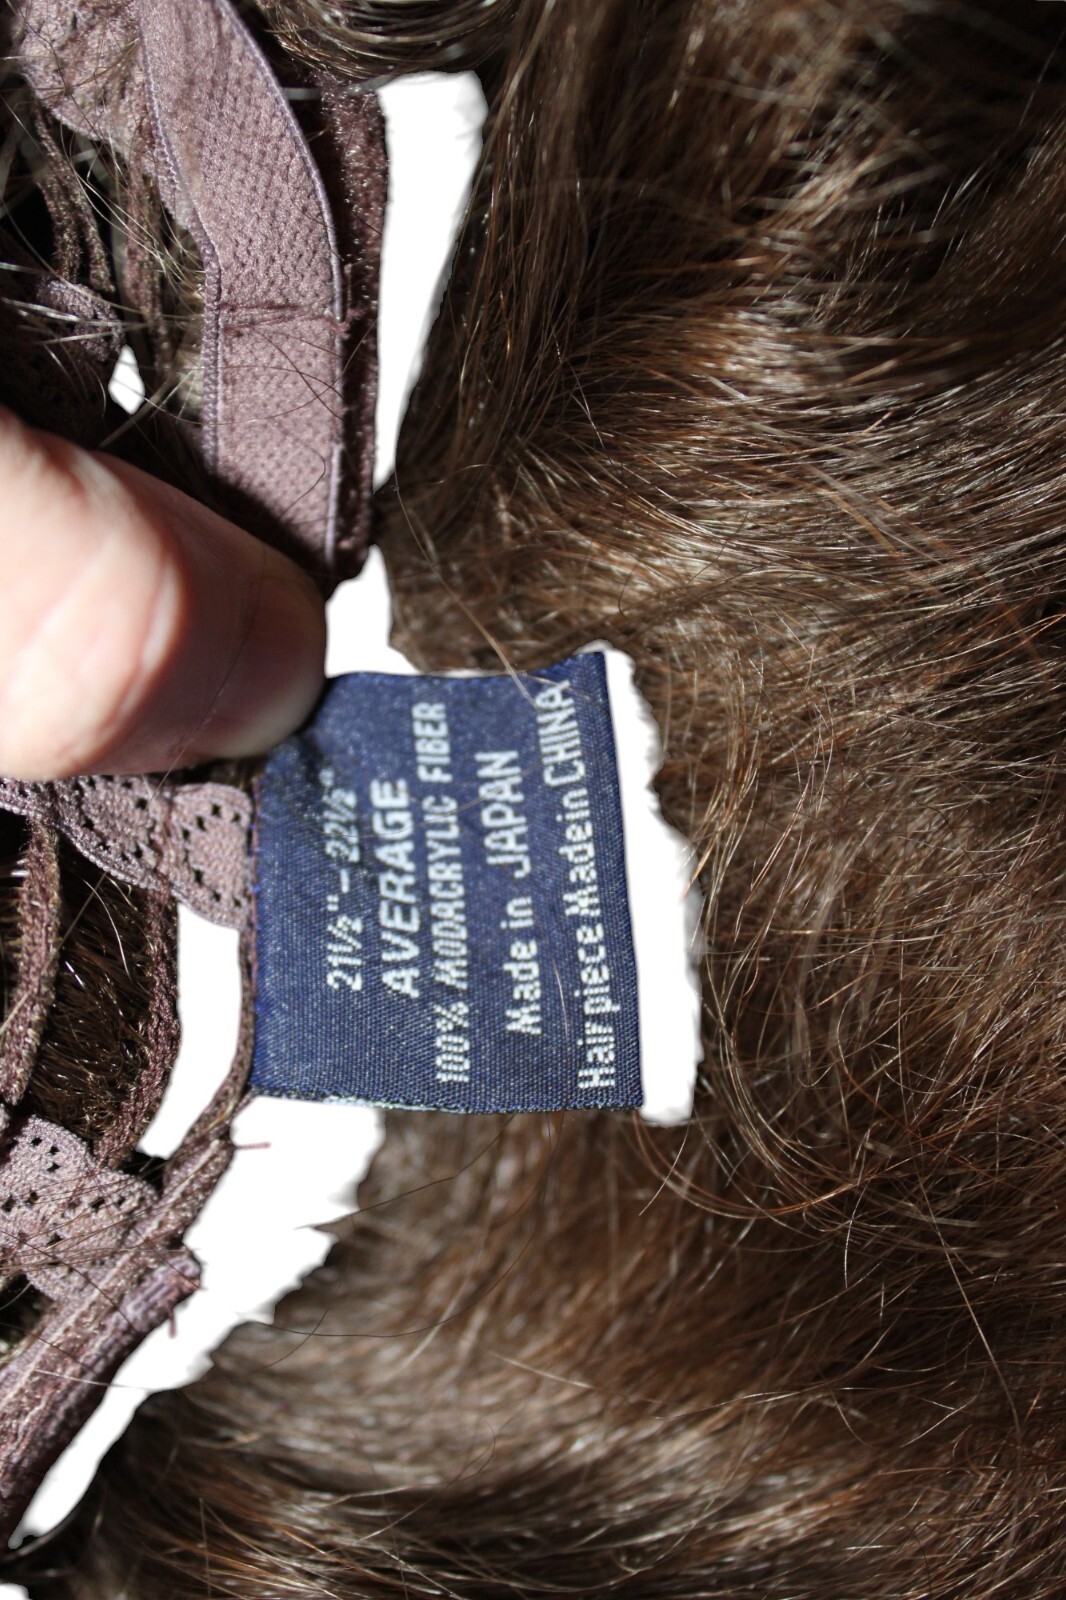 21½"–22½"
AVERAGE
100% MODACRYLIC FIBER
Made in JAPAN
Hair piece Madein CHINA